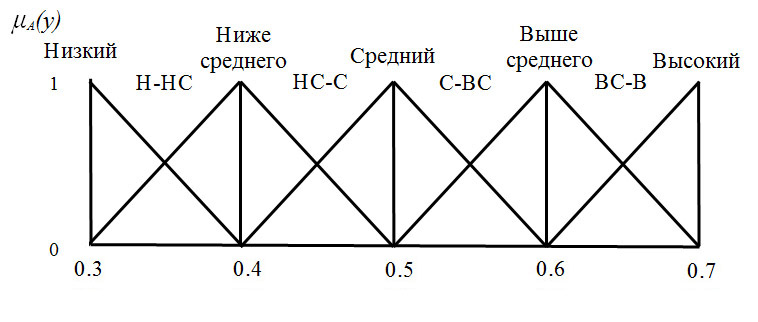 μA(y)
Низкий
Ниже
среднего
Средний
Выше
среднего
Высокий
1
Н-НС
НС-С
С-ВС
ВС-В
0
0.3
0.4
0.5
0.6
0.7